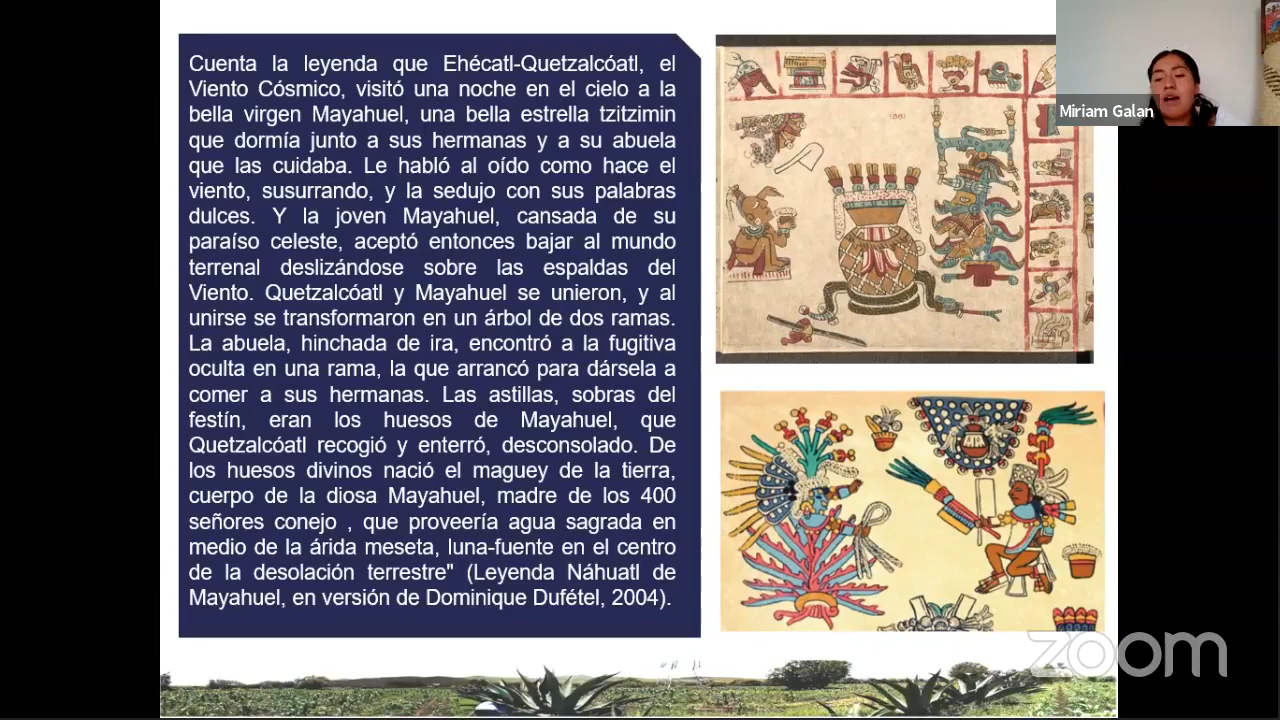 Cuenta la leyenda que Ehécatl-Quetzalcóatl, el
Viento Cósmico, visitó una noche en el cielo a la
bella virgen Mayahuel, una bella estrella tzitzimin
que dormía junto a sus hermanas y a su abuela
que las cuidaba. Le habló al oído como hace el
viento, susurrando, y la sedujo con sus palabras
dulces. Y la joven Mayahuel, cansada de su
paraíso celeste, aceptó entonces bajar al mundo
terrenal deslizándose sobre las espaldas del
Viento. Quetzalcóatl y Mayahuel se unieron, y al
unirse se transformaron en un árbol de dos ramas.
La abuela, hinchada de ira, encontró a la fugitiva
oculta en una rama, la que arrancó para dársela a
comer a sus hermanas. Las astillas, sobras del
festín, eran los huesos de Mayahuel, que
Quetzalcóatl recogió y enterró, desconsolado. De
los huesos divinos nació el maguey de la tierra,
cuerpo de la diosa Mayahuel, madre de los 400
señores conejo , que proveería agua sagrada en
medio de la árida meseta, luna-fuente en el centro
de la desolación terrestre" (Leyenda Náhuatl de
Mayahuel, en versión de Dominique Dufétel, 2004).
Miriam Galan
zoom